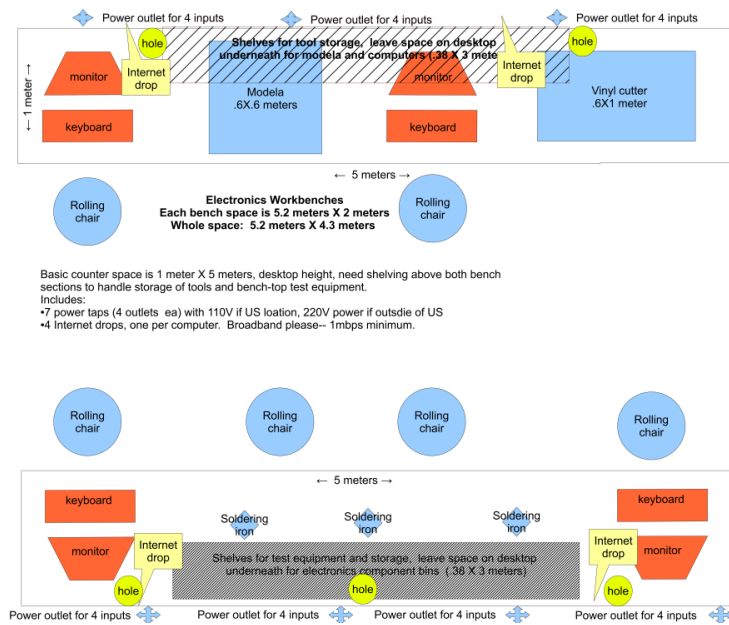 Power outlet for 4 inputs
Power outlet for 4 inputs
Power outlet for 4 inputs
hole
Shelves for tool storage, leave space on desktop
underneath for modela and computers (.38 X 3 mete
hole
monitor
Internet
drop
Modela
.6X.6 meters
monitor
Internet
drop
Vinyl cutter
.6X1 meter
← 1 meter →
keyboard
keyboard
← 5 meters →
Rolling
chair
Electronics Workbenches
Each bench space is 5.2 meters X 2 meters
Whole space: 5.2 meters X 4.3 meters
Rolling
chair
Basic counter space is 1 meter X 5 meters, desktop height, need shelving above both bench
sections to handle storage of tools and bench-top test equipment.
Includes:
•7 power taps (4 outlets ea) with 110V if US loation, 220V power if outsdie of US
•4 Internet drops, one per computer. Broadband please-- 1mbps minimum.
Rolling
chair
Rolling
chair
Rolling
chair
Rolling
chair
← 5 meters →
keyboard
keyboard
Soldering
iron
Soldering
iron
Soldering
iron
monitor
Internet
drop
Shelves for test equipment and storage, leave space on desktop
underneath for electronics component bins (.38 X 3 meters)
Internet
drop
monitor
hole
hole
hole
Power outlet for 4 inputs
Power outlet for 4 inputs
Power outlet for 4 inputs
Power outlet for 4 inputs